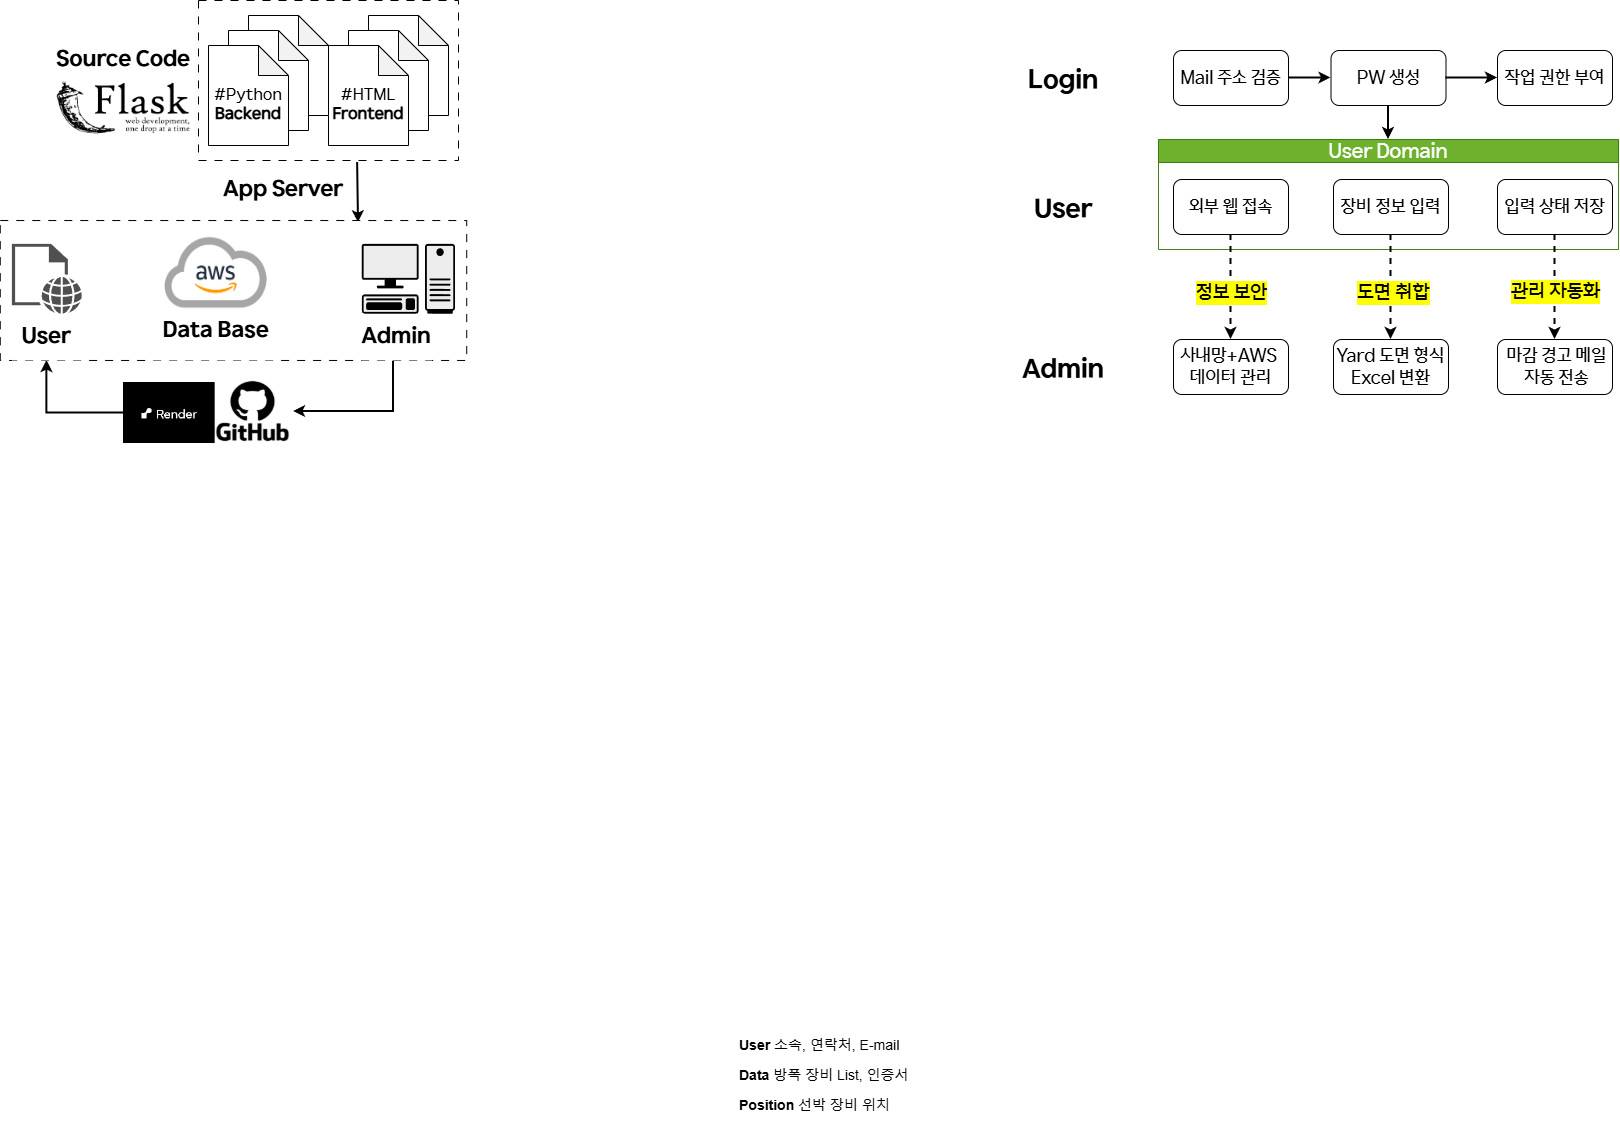 Source Code
Flask
web development,
one drop at a time
#Python
Backend
#HTML
Frontend
App Server
User
aws
Data Base
Admin
Render
GitHub
Login
Mail 주소 검증
PW 생성
작업 권한 부여
User Domain
User
외부 웹 접속
장비 정보 입력
입력 상태 저장
정보 보안
도면 취합
관리 자동화
Admin
사내망+AWS
데이터 관리
Yard 도면 형식
Excel 변환
마감 경고 메일
자동 전송
User 소속, 연락처, E-mail
Data 방폭 장비 List, 인증서
Position 선박 장비 위치